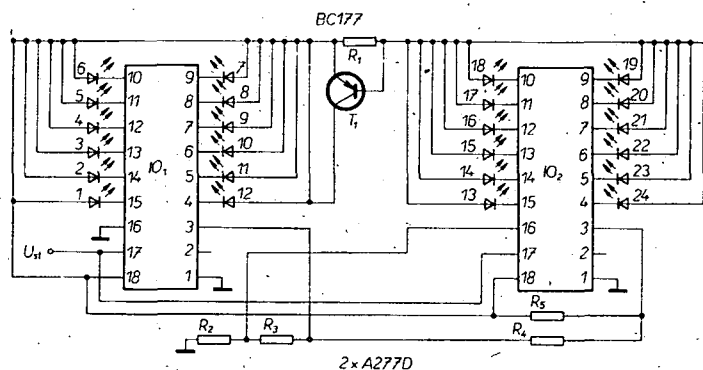 BC177
R₁
T₁
6 10 9 7
5 11 8 8
4 12 7 9
3 13 6 10
2 14 5 11
1 15 4 12
16 3
17 2
18 1
IO₁
Uₛₜ
18 10 9 19
17 11 8 20
16 12 7 21
15 13 6 22
14 14 5 23
13 15 4 24
16 3
17 2
18 1
IO₂
R₅
R₂ R₃ R₄
2×A277D